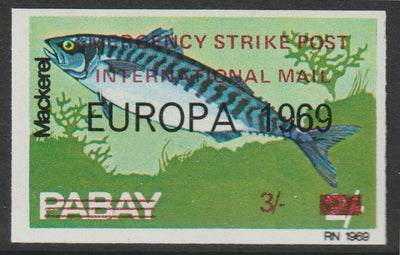 EMERGENCY STRIKE POST
INTERNATIONAL MAIL
Mackerel
EUROPA 1969
PABAY
3/-
2/-
RN 1969